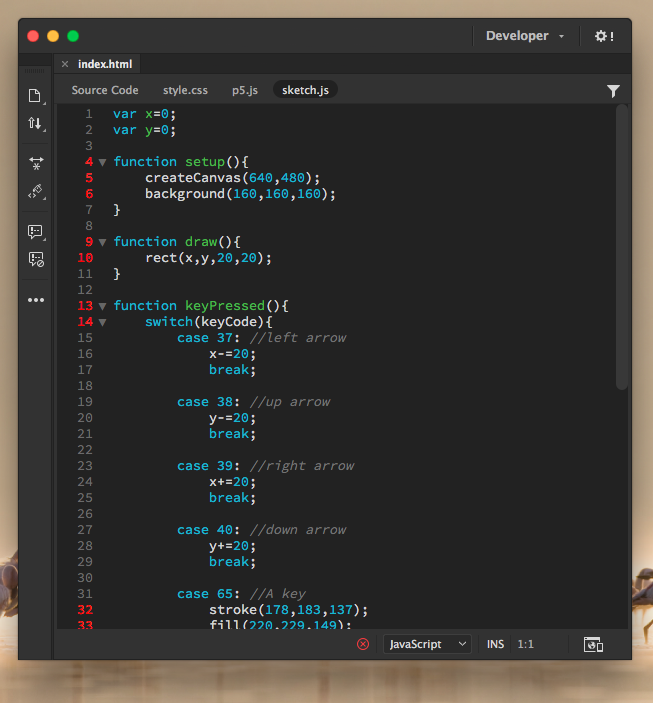 Developer
!
index.html
Source Code style.css p5.js sketch.js
1 var x=0;
2 var y=0;
3
4 function setup(){
5 createCanvas(640,480);
6 background(160,160,160);
7 }
8
9 function draw(){
10 rect(x,y,20,20);
11 }
12
13 function keyPressed(){
14 switch(keyCode){
15 case 37: //left arrow
16 x-=20;
17 break;
18
19 case 38: //up arrow
20 y-=20;
21 break;
22
23 case 39: //right arrow
24 x+=20;
25 break;
26
27 case 40: //down arrow
28 y+=20;
29 break;
30
31 case 65: //A key
32 stroke(178,183,137);
33 fill(220,229,149);
JavaScript INS 1:1